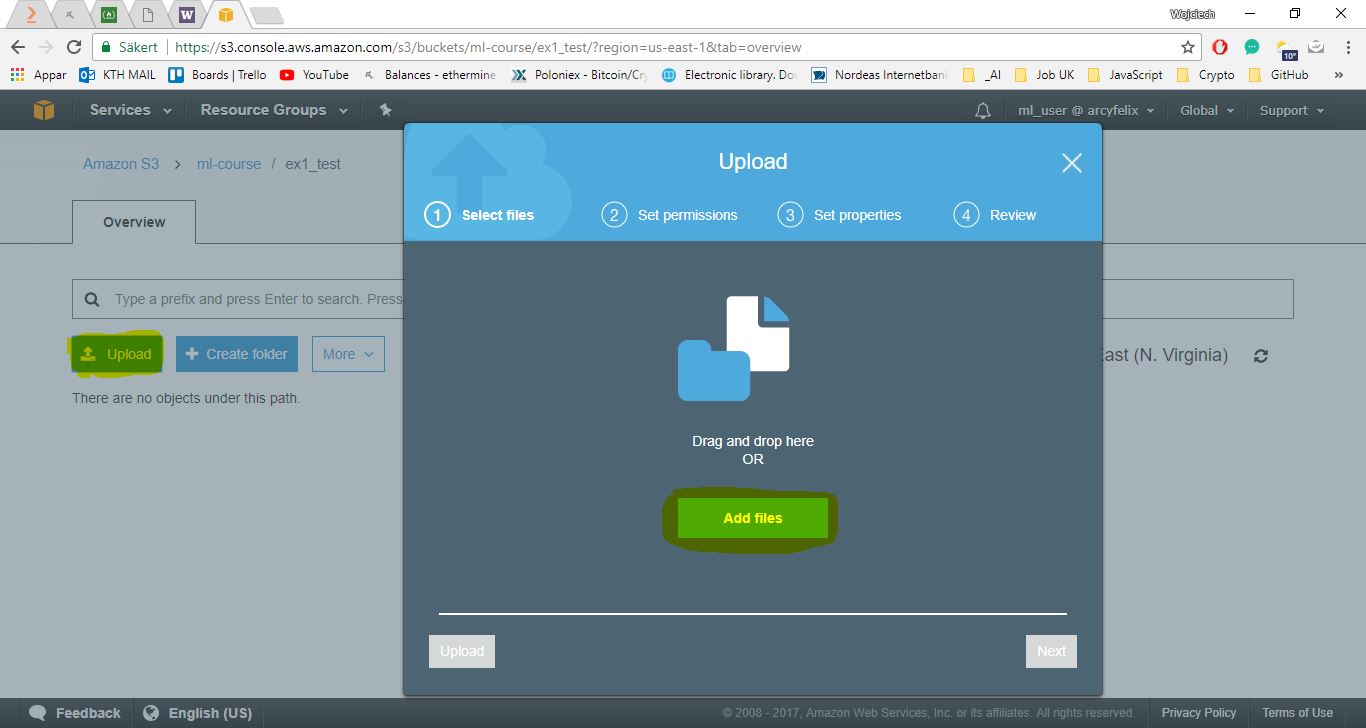 Wojciech
Säkert
https://s3.console.aws.amazon.com/s3/buckets/ml-course/ex1_test/?region=us-east-1&tab=overview
10°
Appar
KTH MAIL
Boards | Trello
YouTube
Balances - ethermine
Poloniex - Bitcoin/Cry
Electronic library. Do
Nordeas Internetban
_AI
Job UK
JavaScript
Crypto
GitHub
»
Services
Resource Groups
ml_user @ arcyfelix
Global
Support
Amazon S3 > ml-course / ex1_test
Overview
Type a prefix and press Enter to search. Press
Upload
Create folder
More
East (N. Virginia)
There are no objects under this path.
Upload
1 Select files
2 Set permissions
3 Set properties
4 Review
Drag and drop here
OR
Add files
Upload
Next
Feedback
English (US)
© 2008 - 2017, Amazon Web Services, Inc. or its affiliates. All rights reserved.
Privacy Policy
Terms of Use